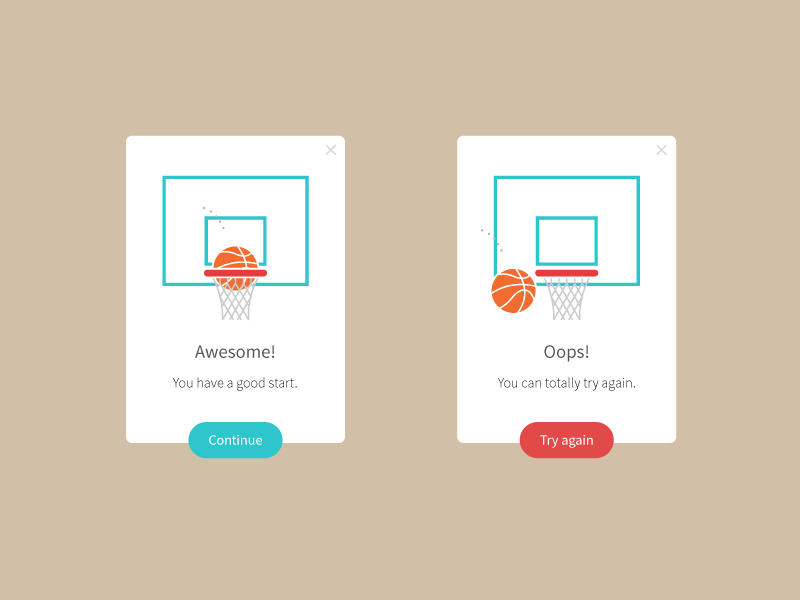 Awesome!
You have a good start.
Continue
Oops!
You can totally try again.
Try again